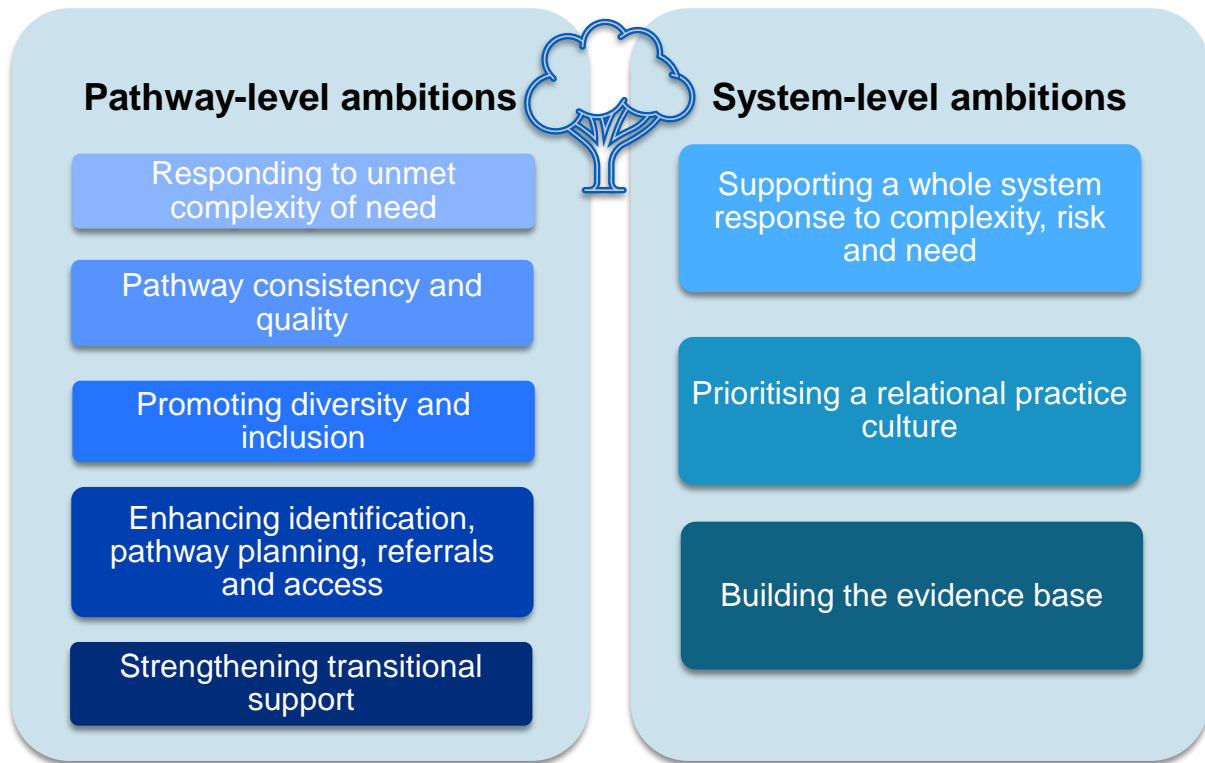 Pathway-level ambitions
Responding to unmet
complexity of need
Pathway consistency and
quality
Promoting diversity and
inclusion
Enhancing identification,
pathway planning, referrals
and access
Strengthening transitional
support
System-level ambitions
Supporting a whole system
response to complexity, risk
and need
Prioritising a relational practice
culture
Building the evidence base